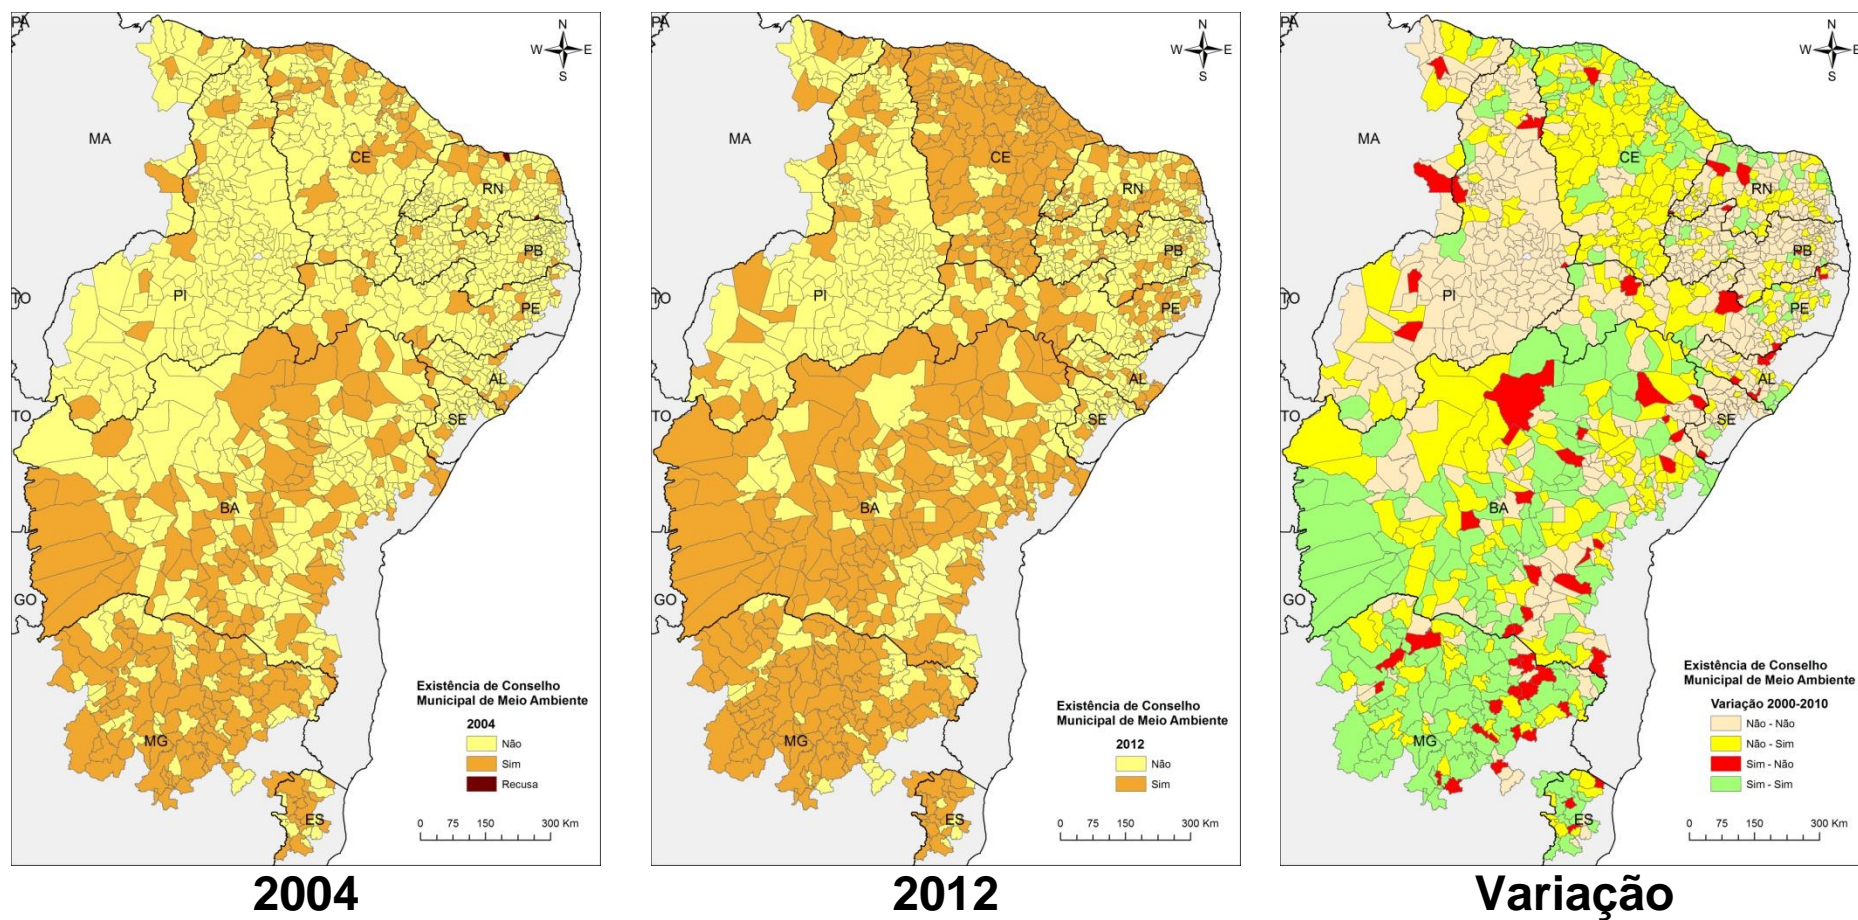 PA
N
W E
S
MA
CE
RN
PB
PE
PI
TO
AL
TO
SE
BA
GO
MG
ES
Existência de Conselho
Municipal de Meio Ambiente
2004
Não
Sim
Recusa
0 75 150 300 Km
2004
PA
N
W E
S
MA
CE
RN
PB
PE
PI
TO
AL
TO
SE
BA
GO
MG
ES
Existência de Conselho
Municipal de Meio Ambiente
2012
Não
Sim
0 75 150 300 Km
2012
PA
N
W E
S
MA
CE
RN
PB
PE
PI
TO
AL
TO
SE
BA
GO
MG
ES
Existência de Conselho
Municipal de Meio Ambiente
Variação 2000-2010
Não - Não
Não - Sim
Sim - Não
Sim - Sim
0 75 150 300 Km
Variação